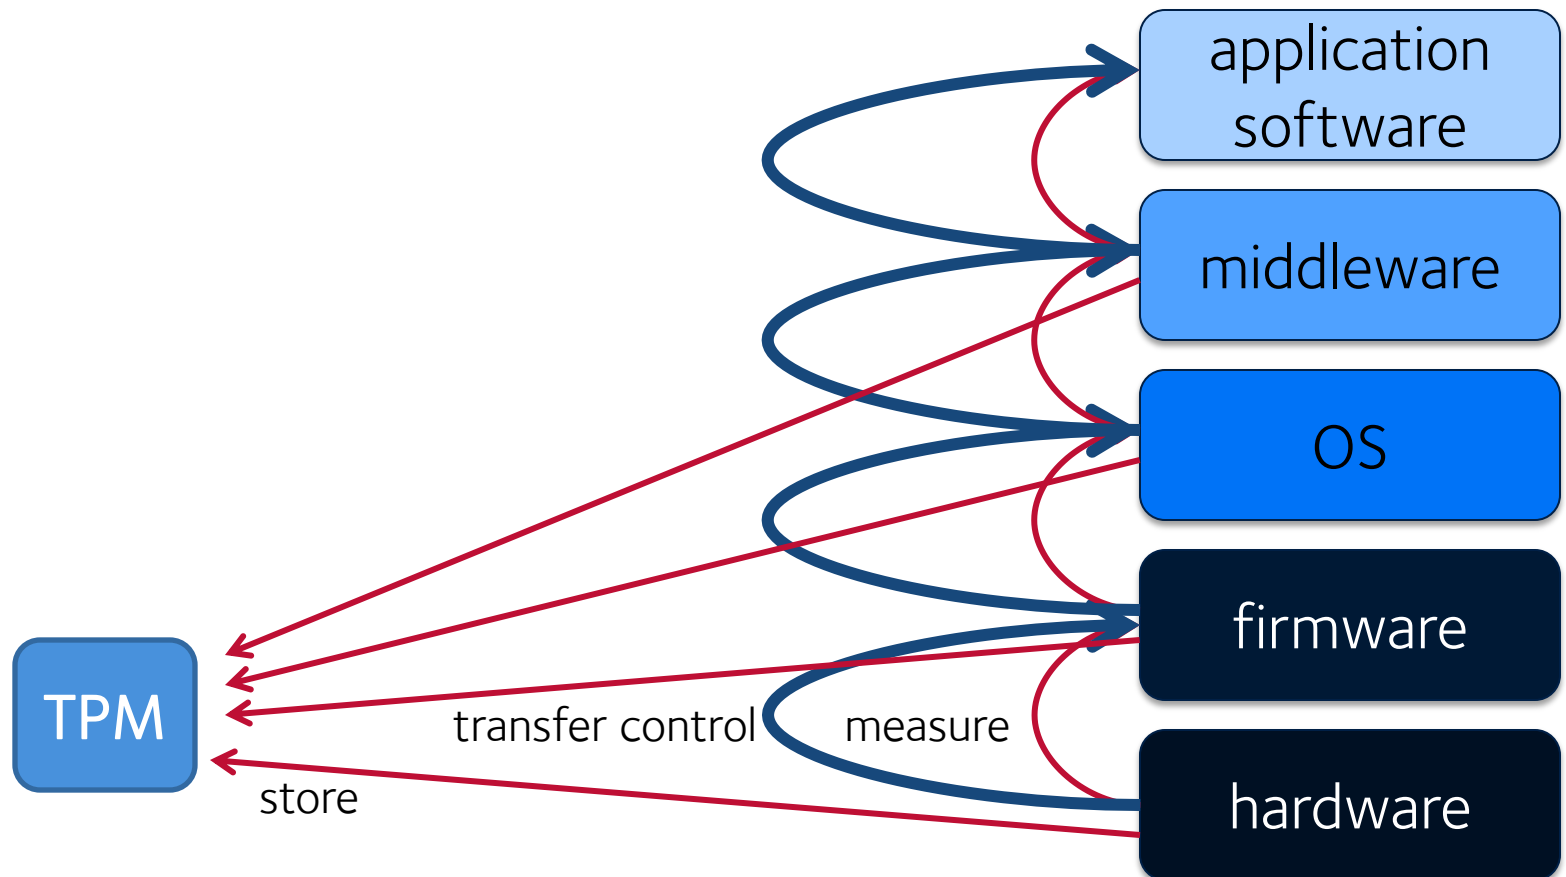 application
software
middleware
OS
firmware
TPM
transfer control
measure
store
hardware